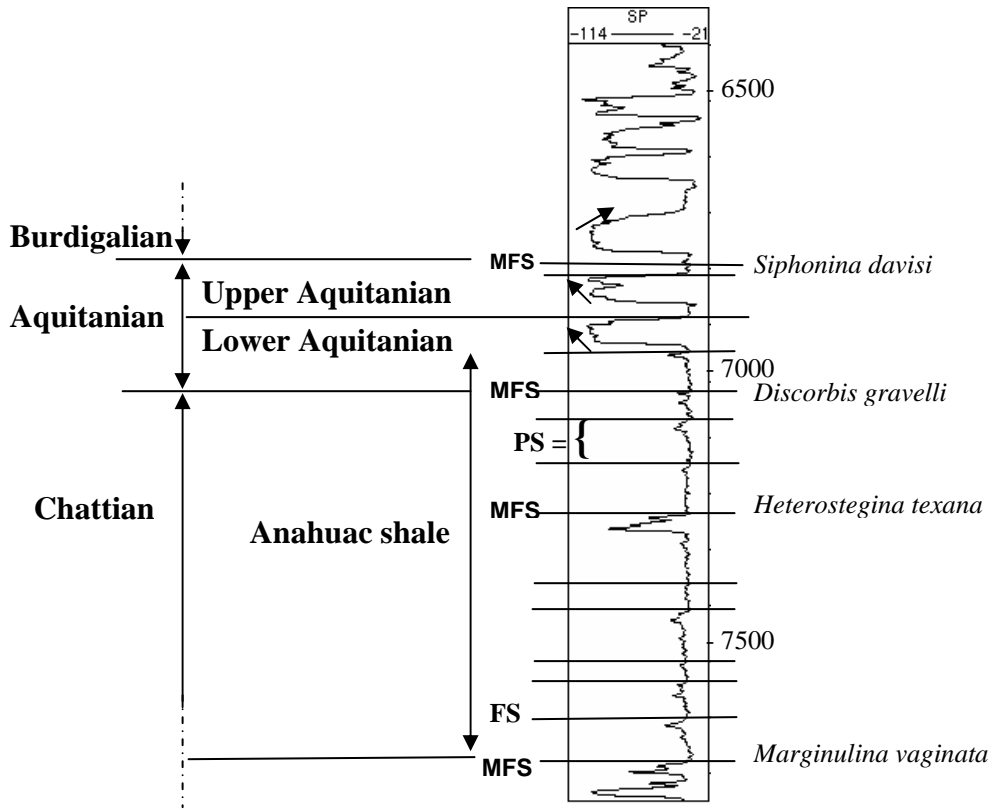 SP
-114 -21
6500
Burdigalian
MFS
Siphonina davisi
Upper Aquitanian
Aquitanian
Lower Aquitanian
7000
MFS
Discorbis gravelli
PS = {
Chattian
MFS
Heterostegina texana
Anahuac shale
7500
FS
MFS
Marginulina vaginata